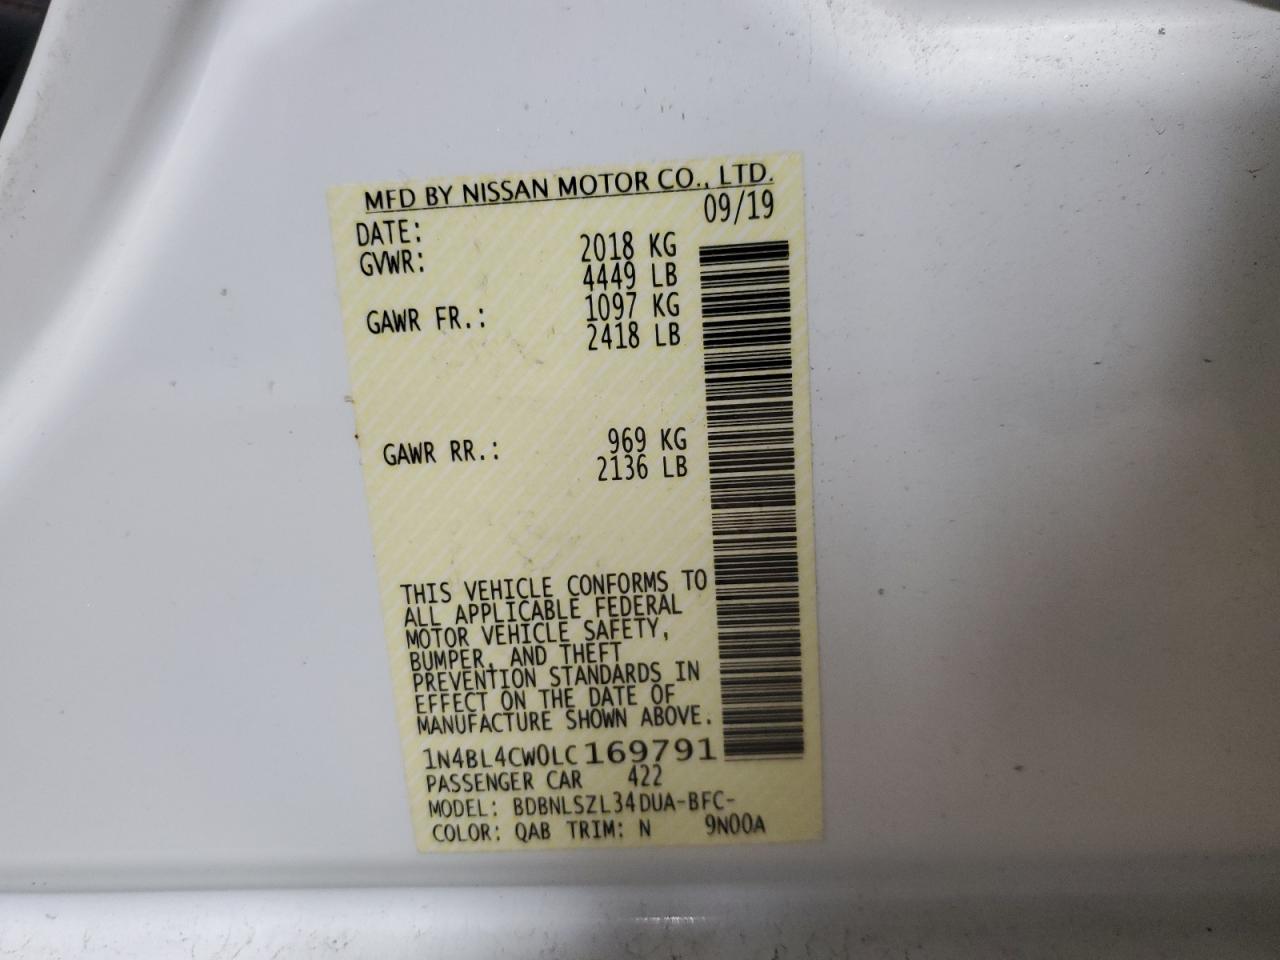 MFD BY NISSAN MOTOR CO., LTD.
DATE: 09/19
GVWR: 2018 KG
4449 LB
GAWR FR.: 1097 KG
2418 LB
GAWR RR.: 969 KG
2136 LB
THIS VEHICLE CONFORMS TO
ALL APPLICABLE FEDERAL
MOTOR VEHICLE SAFETY,
BUMPER, AND THEFT
PREVENTION STANDARDS IN
EFFECT ON THE DATE OF
MANUFACTURE SHOWN ABOVE.
1N4BL4CW0LC169791
PASSENGER CAR 422
MODEL: BDBNLSZL34DUA-BFC-
COLOR: QAB TRIM: N 9N00A